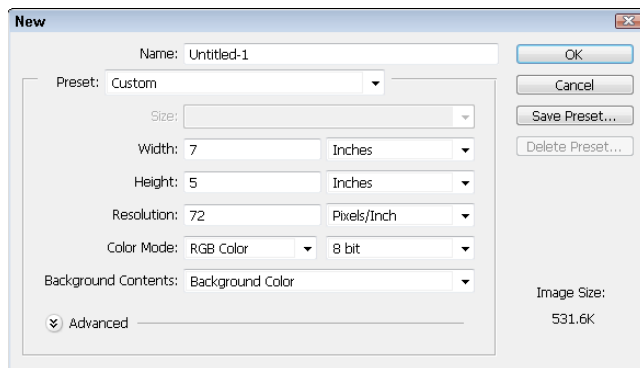 New
Name: Untitled-1
OK
Preset: Custom
Cancel
Size:
Save Preset...
Width: 7 Inches
Delete Preset...
Height: 5 Inches
Resolution: 72 Pixels/Inch
Color Mode: RGB Color 8 bit
Background Contents: Background Color
Image Size:
531.6K
Advanced